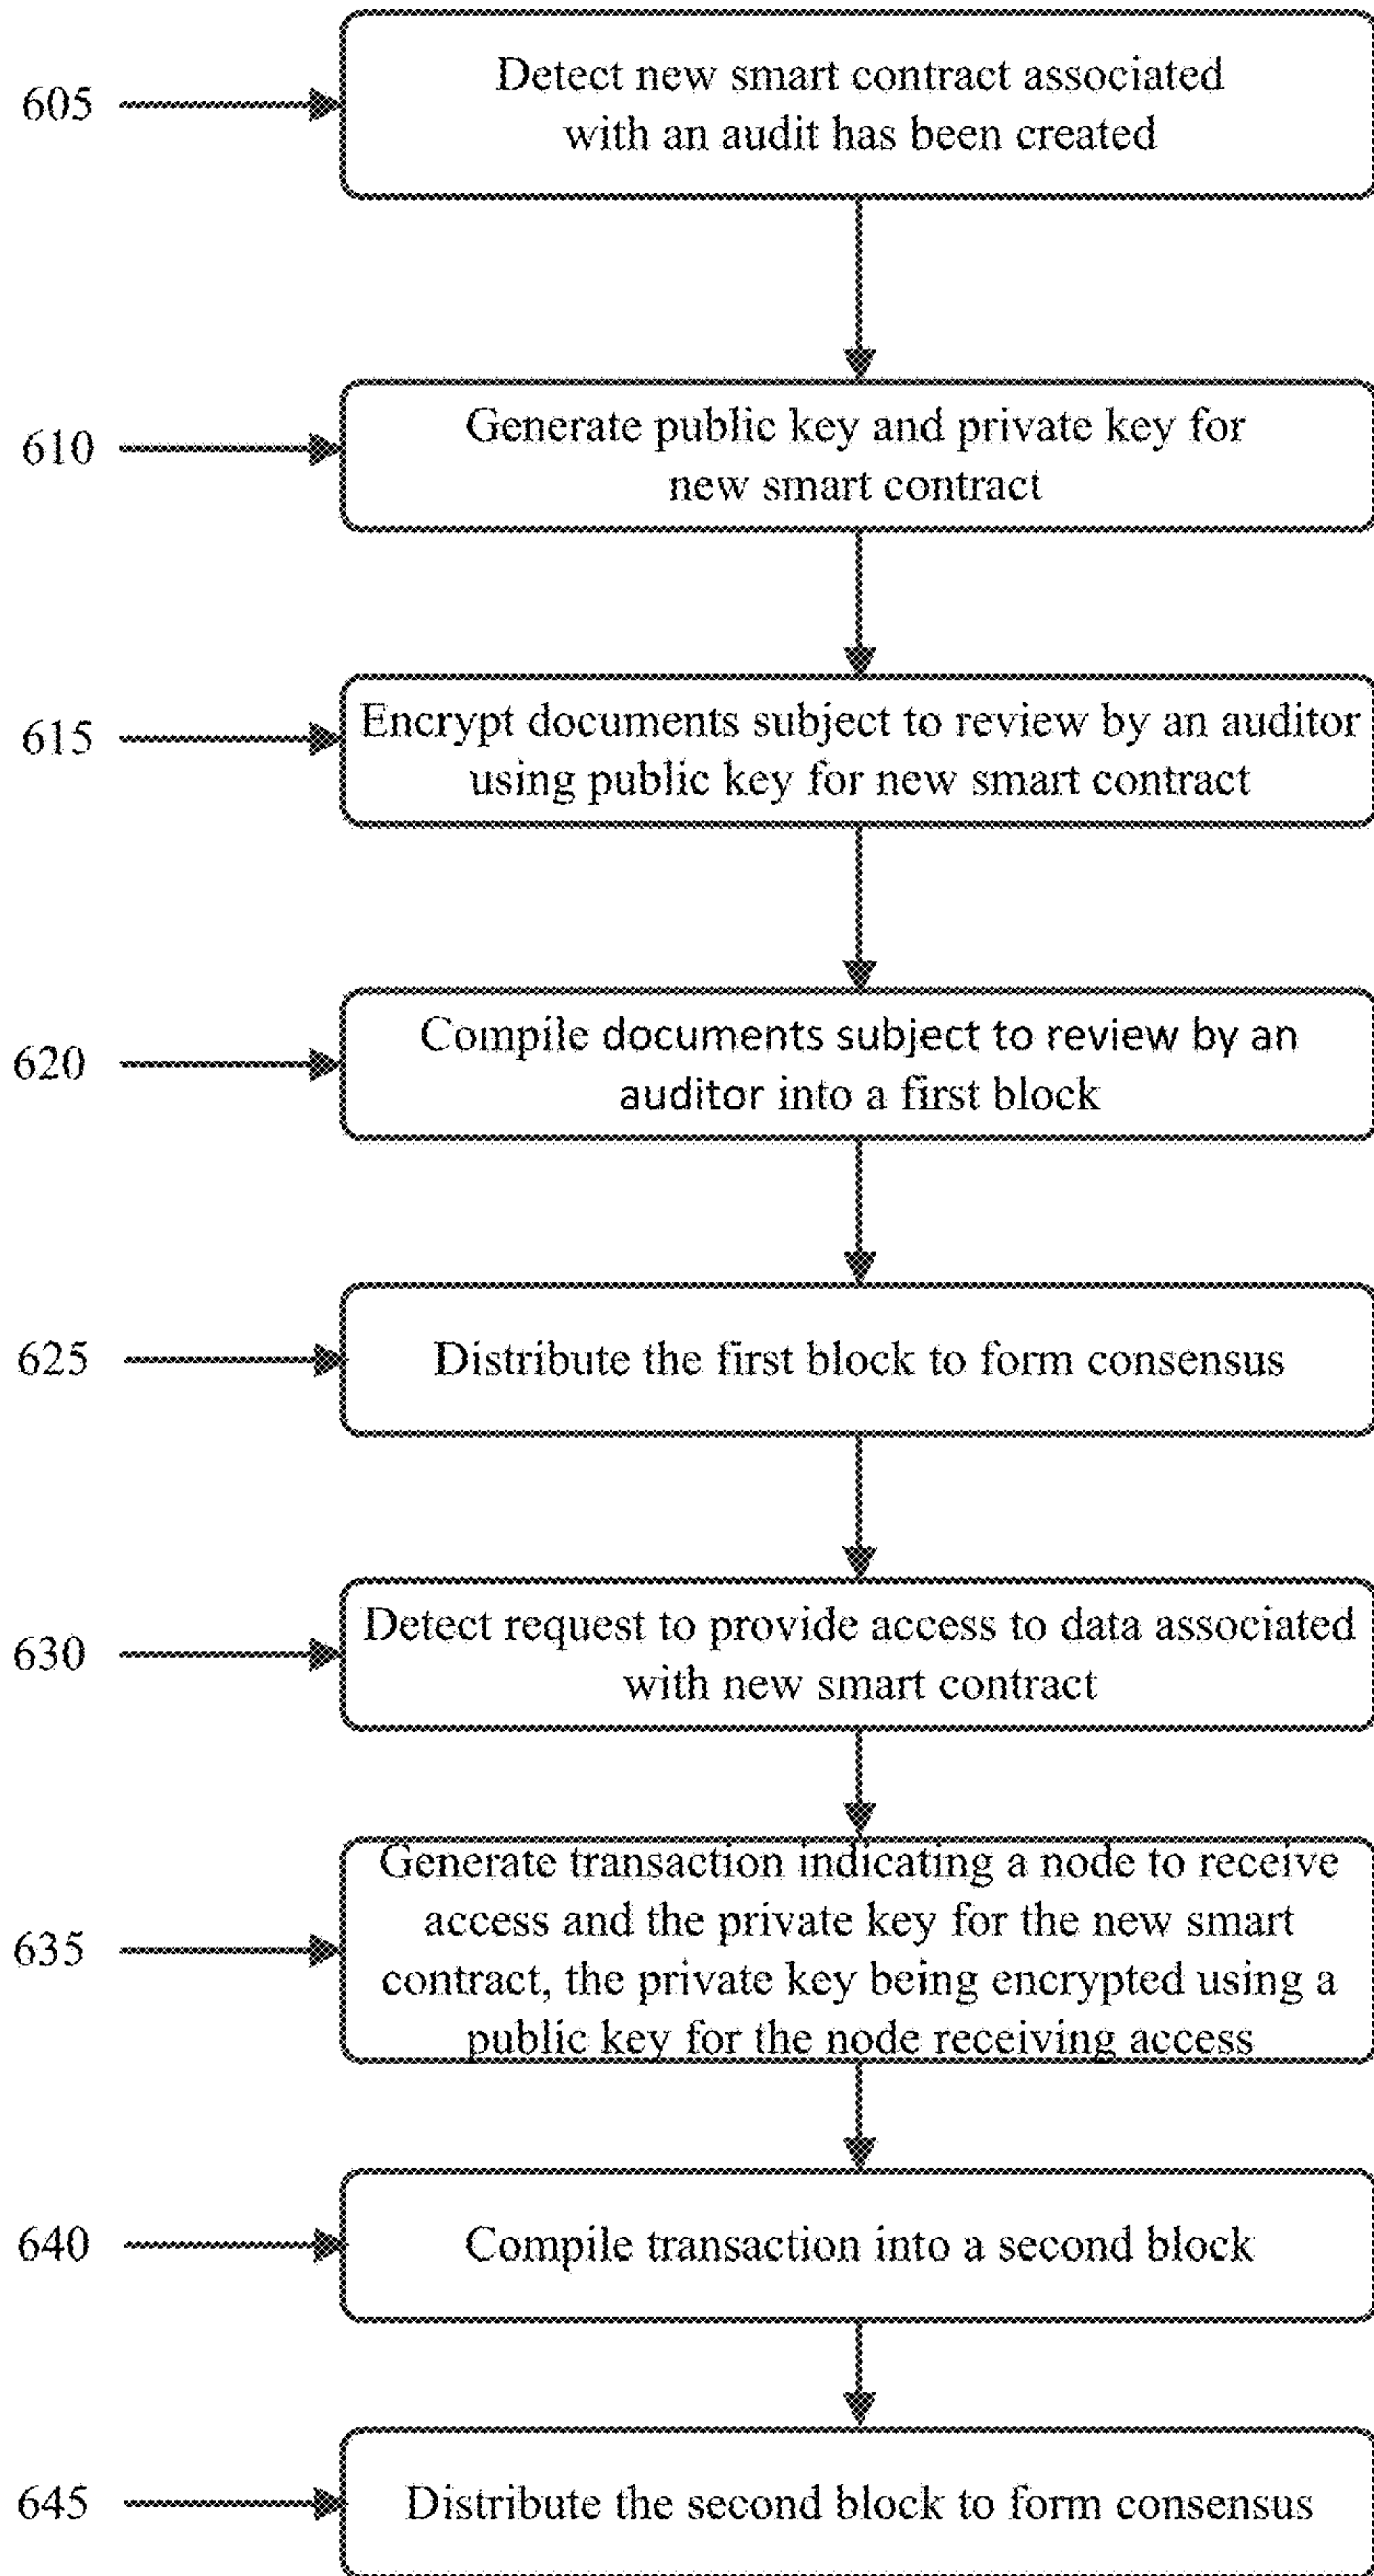 605
Detect new smart contract associated
with an audit has been created
610
Generate public key and private key for
new smart contract
615
Encrypt documents subject to review by an auditor
using public key for new smart contract
620
Compile documents subject to review by an
auditor into a first block
625
Distribute the first block to form consensus
630
Detect request to provide access to data associated
with new smart contract
635
Generate transaction indicating a node to receive
access and the private key for the new smart
contract, the private key being encrypted using a
public key for the node receiving access
640
Compile transaction into a second block
645
Distribute the second block to form consensus